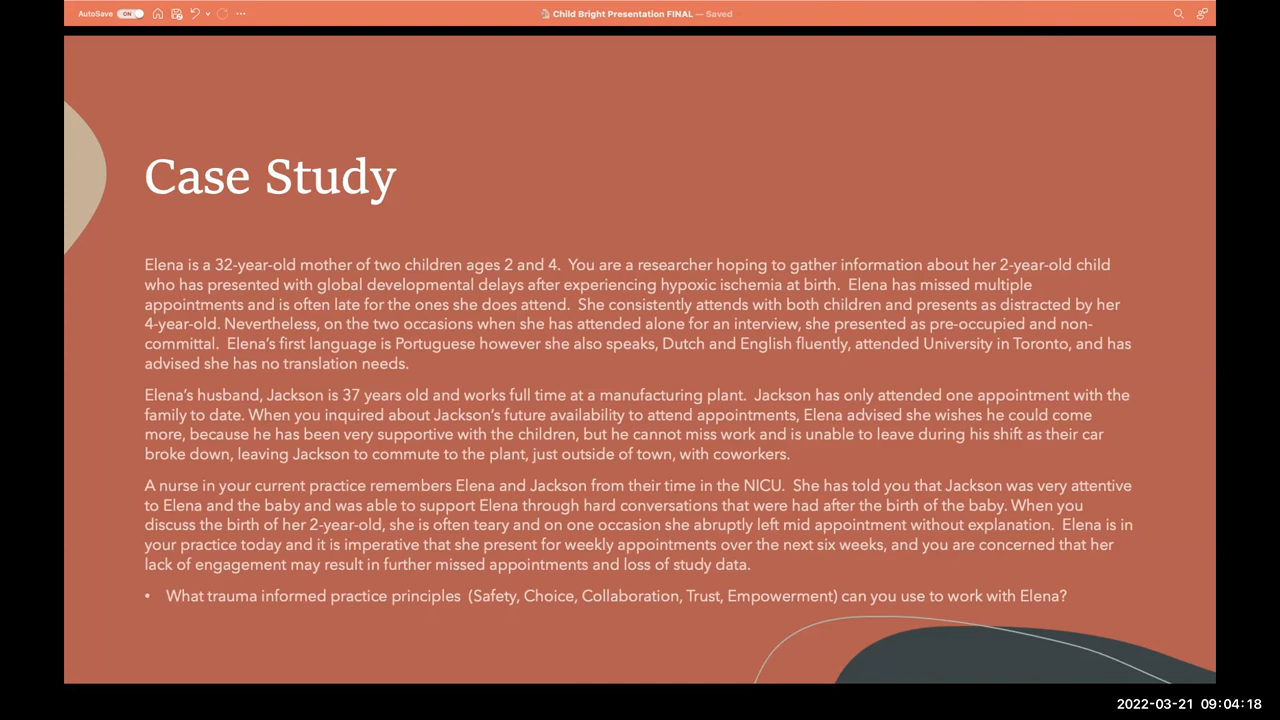 AutoSave ON
Child Bright Presentation FINAL — Saved
Case Study
Elena is a 32-year-old mother of two children ages 2 and 4.  You are a researcher hoping to gather information about her 2-year-old child
who has presented with global developmental delays after experiencing hypoxic ischemia at birth.  Elena has missed multiple
appointments and is often late for the ones she does attend.  She consistently attends with both children and presents as distracted by her
4-year-old. Nevertheless, on the two occasions when she has attended alone for an interview, she presented as pre-occupied and non-
committal.  Elena’s first language is Portuguese however she also speaks, Dutch and English fluently, attended University in Toronto, and has
advised she has no translation needs.
Elena’s husband, Jackson is 37 years old and works full time at a manufacturing plant.  Jackson has only attended one appointment with the
family to date. When you inquired about Jackson’s future availability to attend appointments, Elena advised she wishes he could come
more, because he has been very supportive with the children, but he cannot miss work and is unable to leave during his shift as their car
broke down, leaving Jackson to commute to the plant, just outside of town, with coworkers.
A nurse in your current practice remembers Elena and Jackson from their time in the NICU.  She has told you that Jackson was very attentive
to Elena and the baby and was able to support Elena through hard conversations that were had after the birth of the baby. When you
discuss the birth of her 2-year-old, she is often teary and on one occasion she abruptly left mid appointment without explanation.  Elena is in
your practice today and it is imperative that she present for weekly appointments over the next six weeks, and you are concerned that her
lack of engagement may result in further missed appointments and loss of study data.
• What trauma informed practice principles  (Safety, Choice, Collaboration, Trust, Empowerment) can you use to work with Elena?
2022-03-21 09:04:18